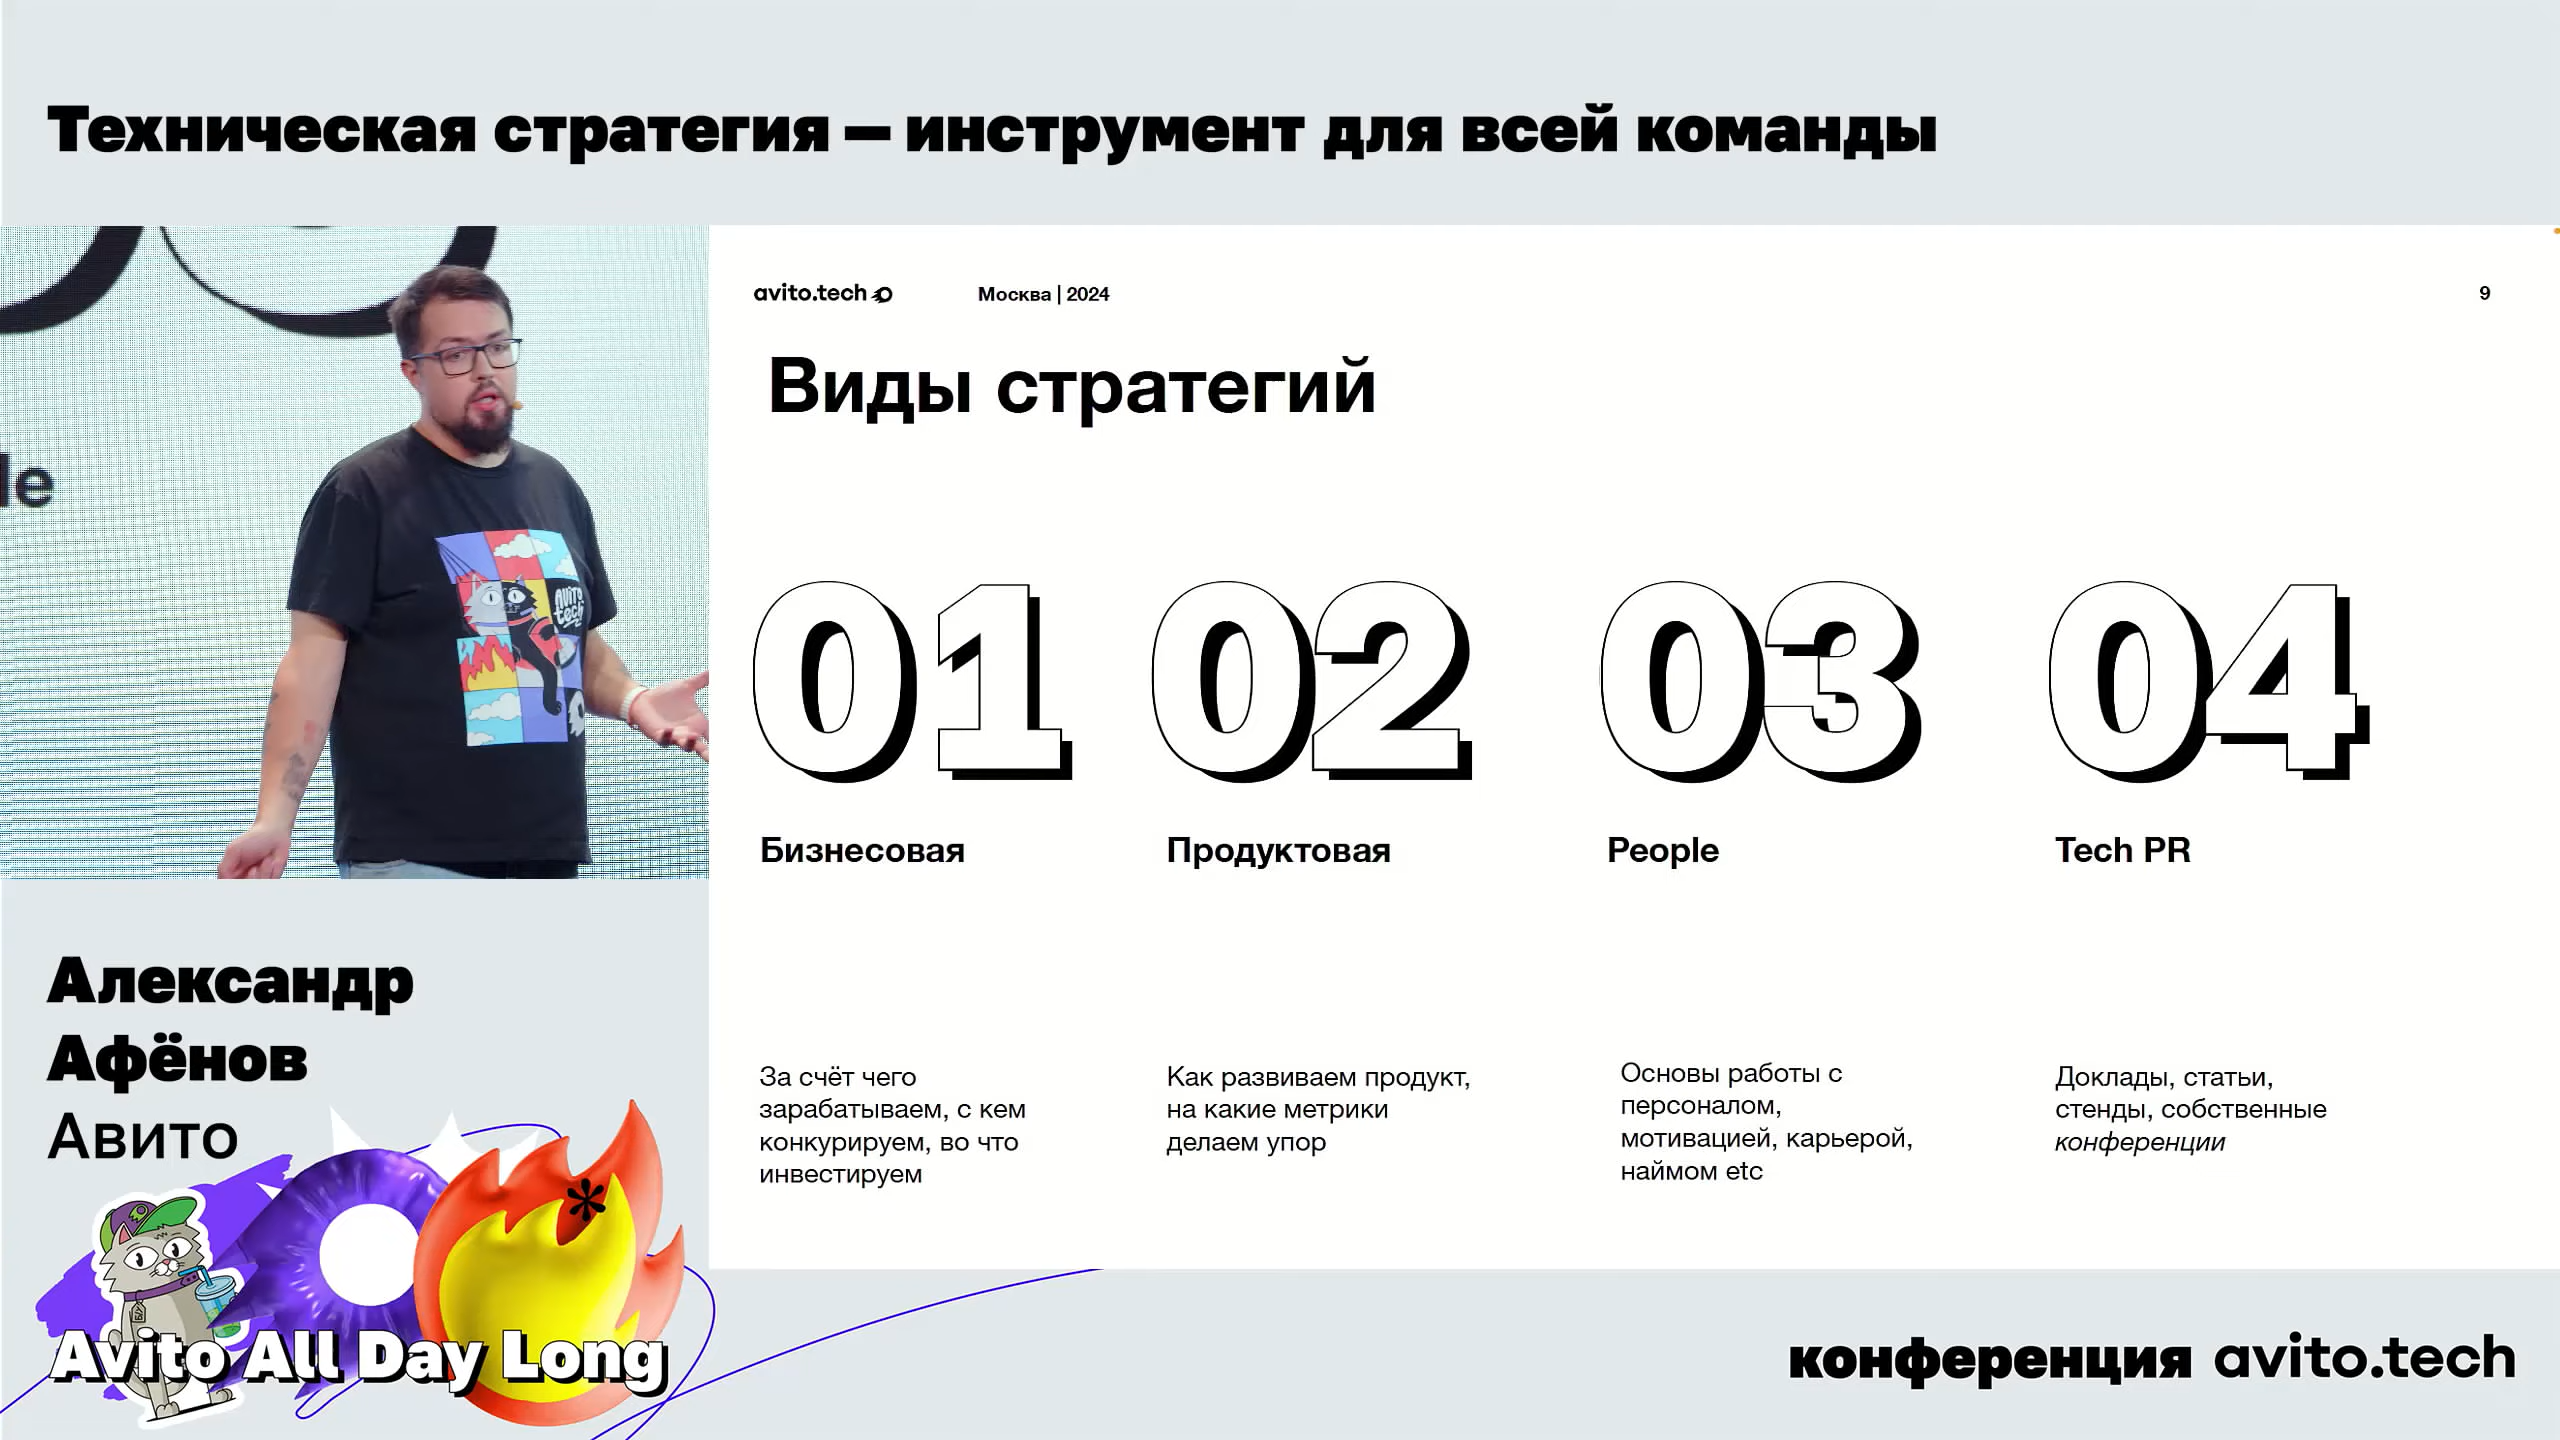 Техническая стратегия — инструмент для всей команды
le
Avito
tech
avito.tech
Москва | 2024
9
Виды стратегий
01
02
03
04
Бизнесовая
Продуктовая
People
Tech PR
За счёт чего
зарабатываем, с кем
конкурируем, во что
инвестируем
Как развиваем продукт,
на какие метрики
делаем упор
Основы работы с
персоналом,
мотивацией, карьерой,
наймом etc
Доклады, статьи,
стенды, собственные
конференции
Александр
Афёнов
Авито
Avito All Day Long
конференция avito.tech